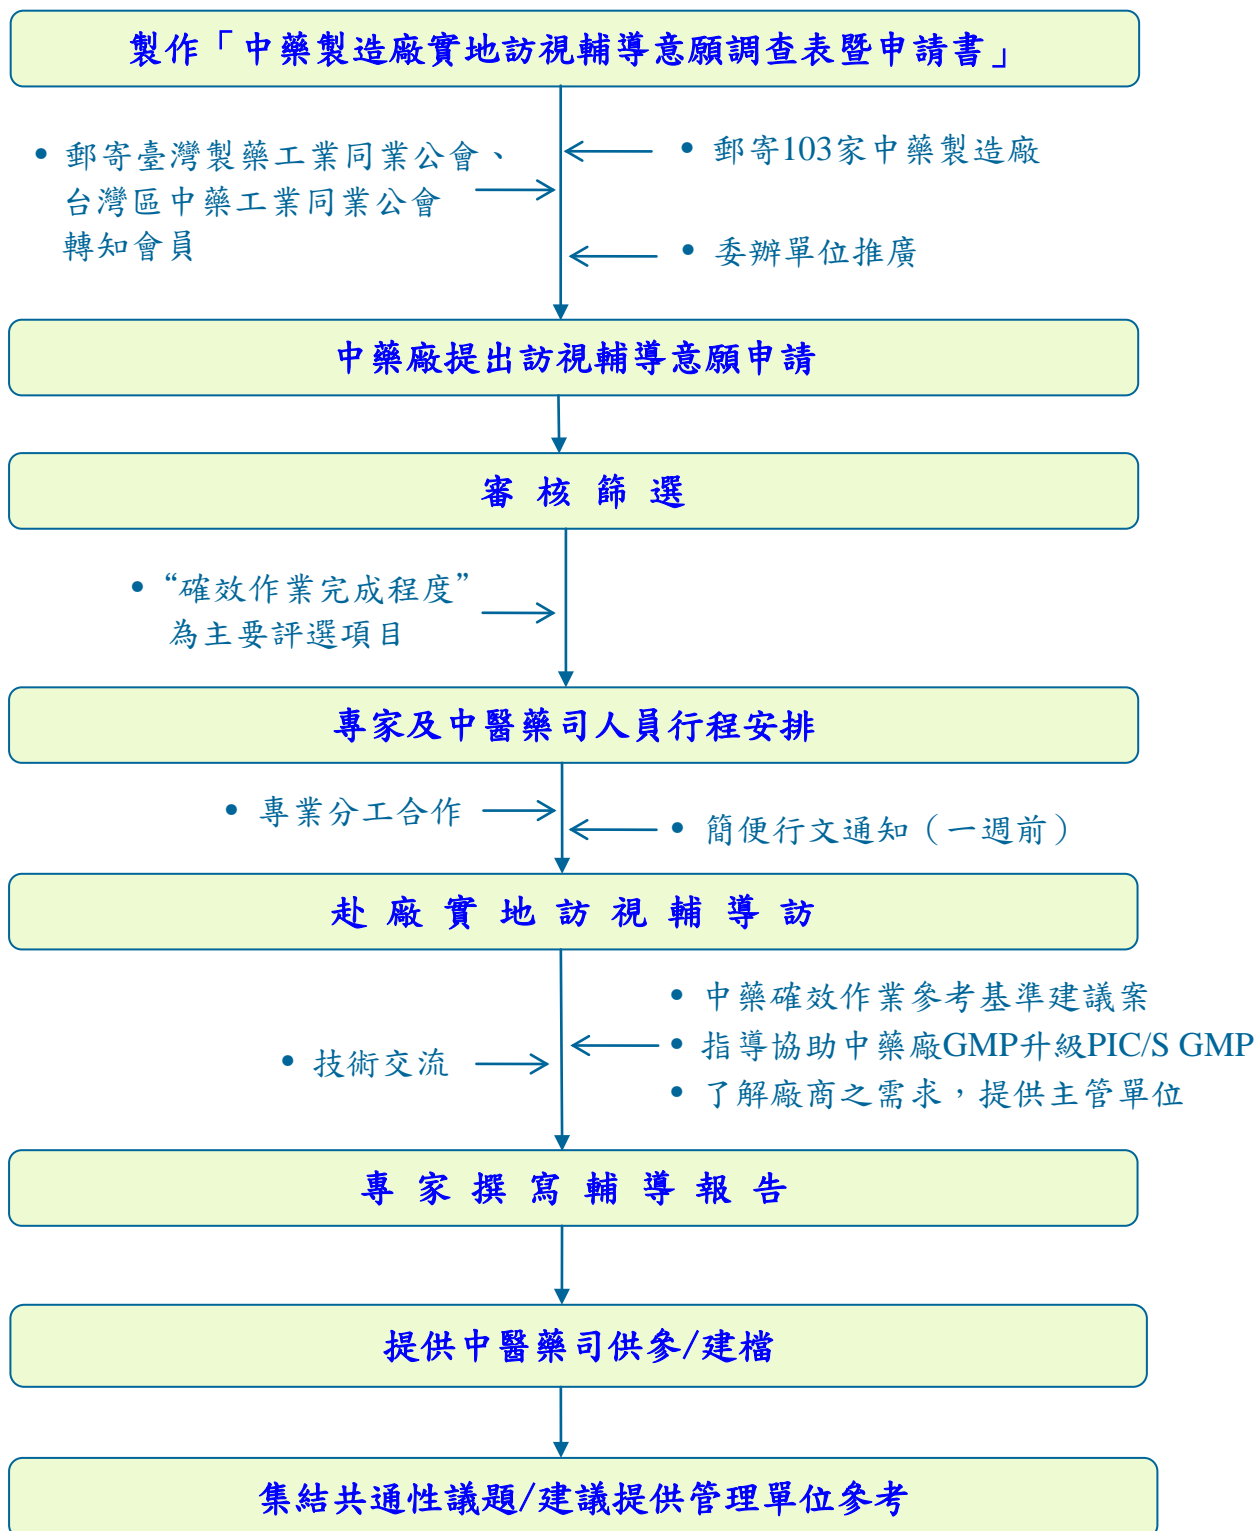 製作「中藥製造廠實地訪視輔導意願調查表暨申請書」
• 郵寄臺灣製藥工業同業公會、
台灣區中藥工業同業公會
轉知會員
• 郵寄103家中藥製造廠
• 委辦單位推廣
中藥廠提出訪視輔導意願申請
審 核 篩 選
• “確效作業完成程度”
為主要評選項目
專家及中醫藥司人員行程安排
• 專業分工合作
• 簡便行文通知（一週前）
赴 廠 實 地 訪 視 輔 導 訪
• 中藥確效作業參考基準建議案
• 指導協助中藥廠GMP升級PIC/S GMP
• 了解廠商之需求，提供主管單位
• 技術交流
專 家 撰 寫 輔 導 報 告
提供中醫藥司供參/建檔
集結共通性議題/建議提供管理單位參考